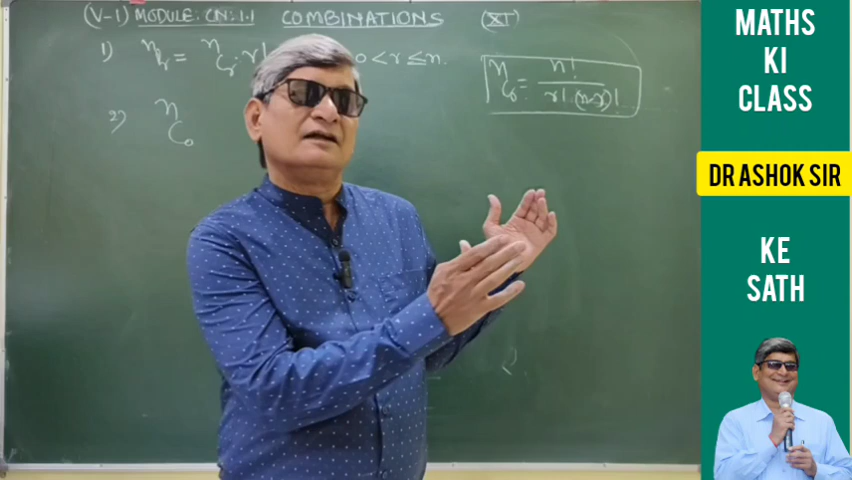 (V-1) MODULE: CN: 1.1 COMBINATIONS (XI)
1) ⁿPᵣ = ⁿCᵣ · r! 0 < r ≤ n.
ⁿCᵣ = n! / r! (n-r)!
2) ⁿC₀
MATHS
KI
CLASS
DR ASHOK SIR
KE
SATH